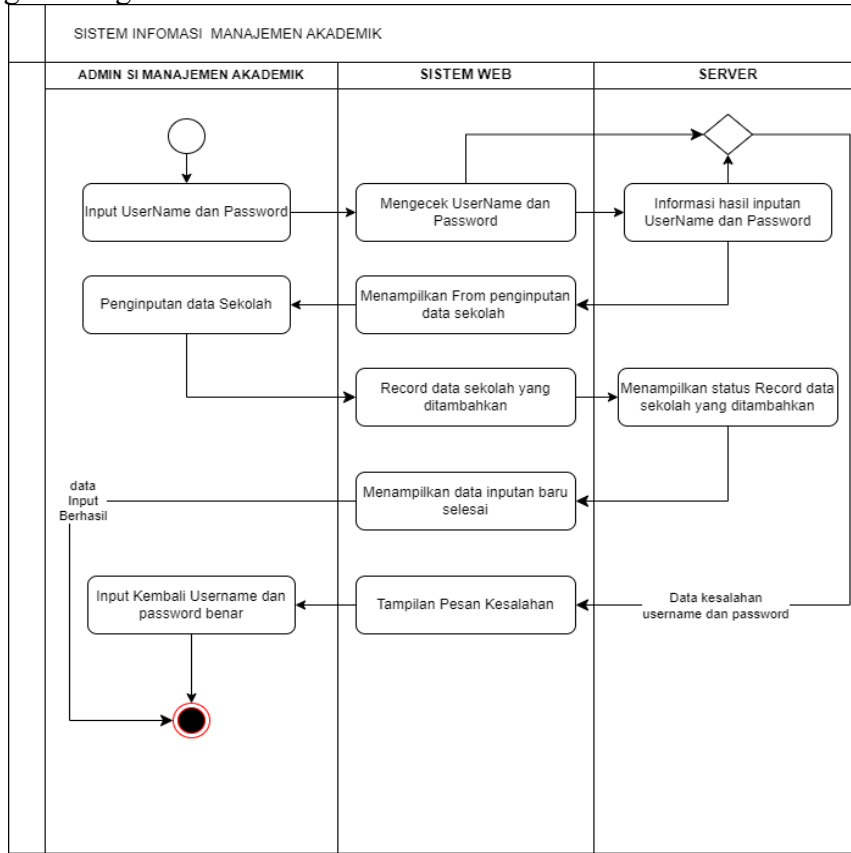 SISTEM INFOMASI MANAJEMEN AKADEMIK
ADMIN SI MANAJEMEN AKADEMIK
SISTEM WEB
SERVER
Input UserName dan Password
Mengecek UserName dan
Password
Informasi hasil inputan
UserName dan Password
Penginputan data Sekolah
Menampilkan From penginputan
data sekolah
Record data sekolah yang
ditambahkan
Menampilkan status Record data
sekolah yang ditambahkan
data
Input
Berhasil
Menampilkan data inputan baru
selesai
Input Kembali Username dan
password benar
Tampilan Pesan Kesalahan
Data kesalahan
username dan password